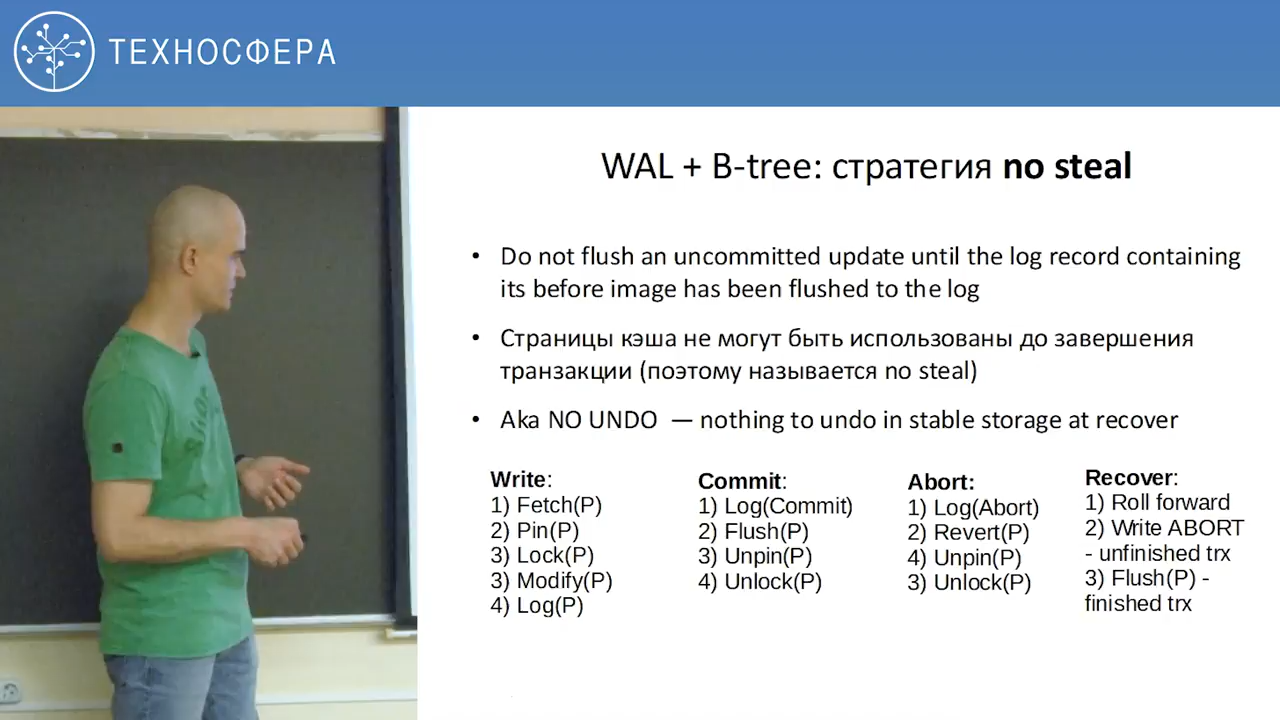 ТЕХНОСФЕРА
WAL + B-tree: стратегия no steal
• Do not flush an uncommitted update until the log record containing
its before image has been flushed to the log
• Страницы кэша не могут быть использованы до завершения
транзакции (поэтому называется no steal)
• Aka NO UNDO — nothing to undo in stable storage at recover
Write:
1) Fetch(P)
2) Pin(P)
3) Lock(P)
3) Modify(P)
4) Log(P)
Commit:
1) Log(Commit)
2) Flush(P)
3) Unpin(P)
4) Unlock(P)
Abort:
1) Log(Abort)
2) Revert(P)
4) Unpin(P)
3) Unlock(P)
Recover:
1) Roll forward
2) Write ABORT
- unfinished trx
3) Flush(P) -
finished trx